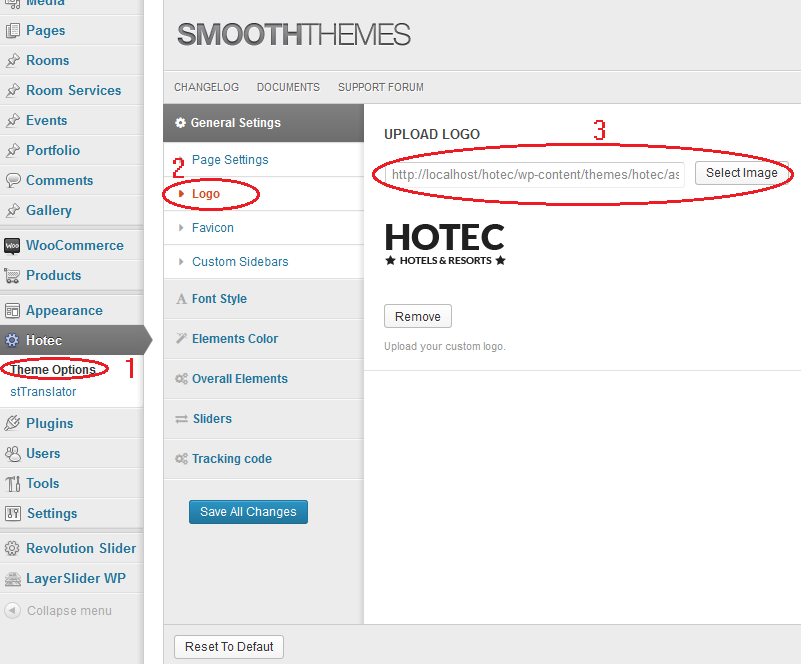 Media
Pages
Rooms
Room Services
Events
Portfolio
Comments
Gallery
Woo
WooCommerce
Products
Appearance
Hotec
Theme Options
1
stTranslator
Plugins
Users
Tools
Settings
Revolution Slider
LayerSlider WP
Collapse menu
SMOOTHTHEMES
CHANGELOG DOCUMENTS SUPPORT FORUM
General Setings
Page Settings
2
Logo
Favicon
Custom Sidebars
Font Style
Elements Color
Overall Elements
Sliders
Tracking code
Save All Changes
UPLOAD LOGO
3
http://localhost/hotec/wp-content/themes/hotec/as
Select Image
HOTEC
★ HOTELS & RESORTS ★
Remove
Upload your custom logo.
Reset To Defaut